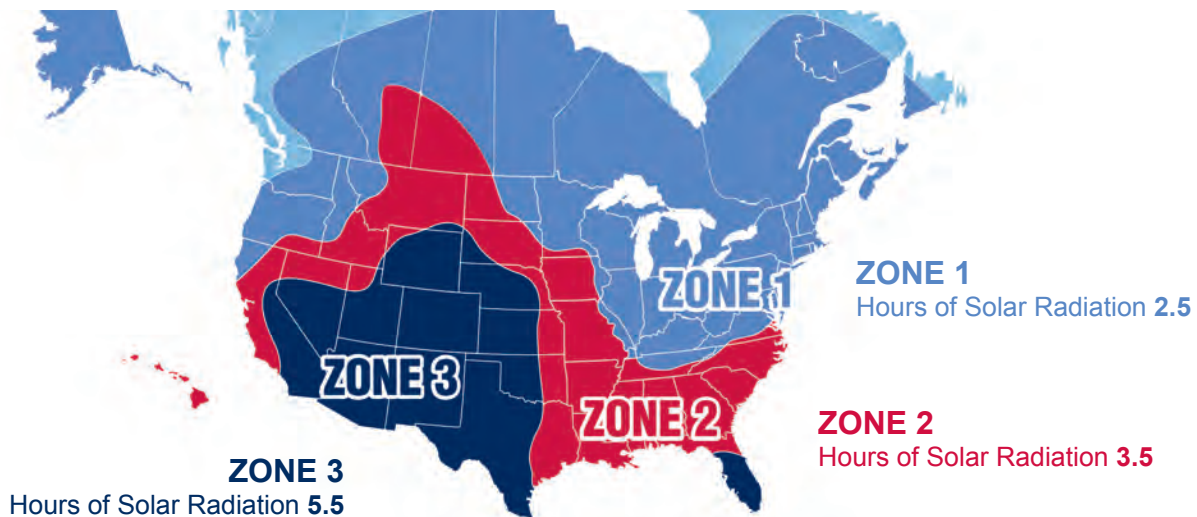 ZONE 1
ZONE 1
Hours of Solar Radiation 2.5
ZONE 3
ZONE 2
ZONE 2
Hours of Solar Radiation 3.5
ZONE 3
Hours of Solar Radiation 5.5